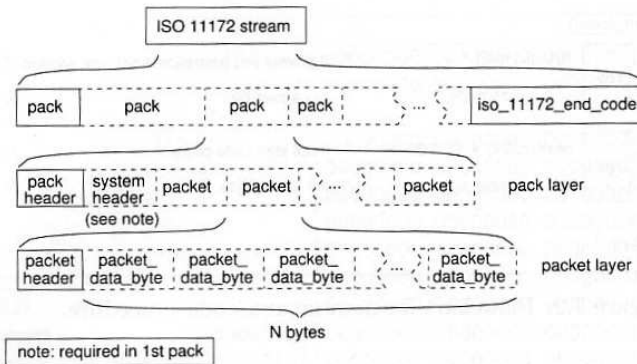 ISO 11172 stream
pack pack pack pack ... iso_11172_end_code
pack header system header packet packet ... packet pack layer
(see note)
packet header packet_ data_byte packet_ data_byte packet_ data_byte ... packet_ data_byte packet layer
N bytes
note: required in 1st pack